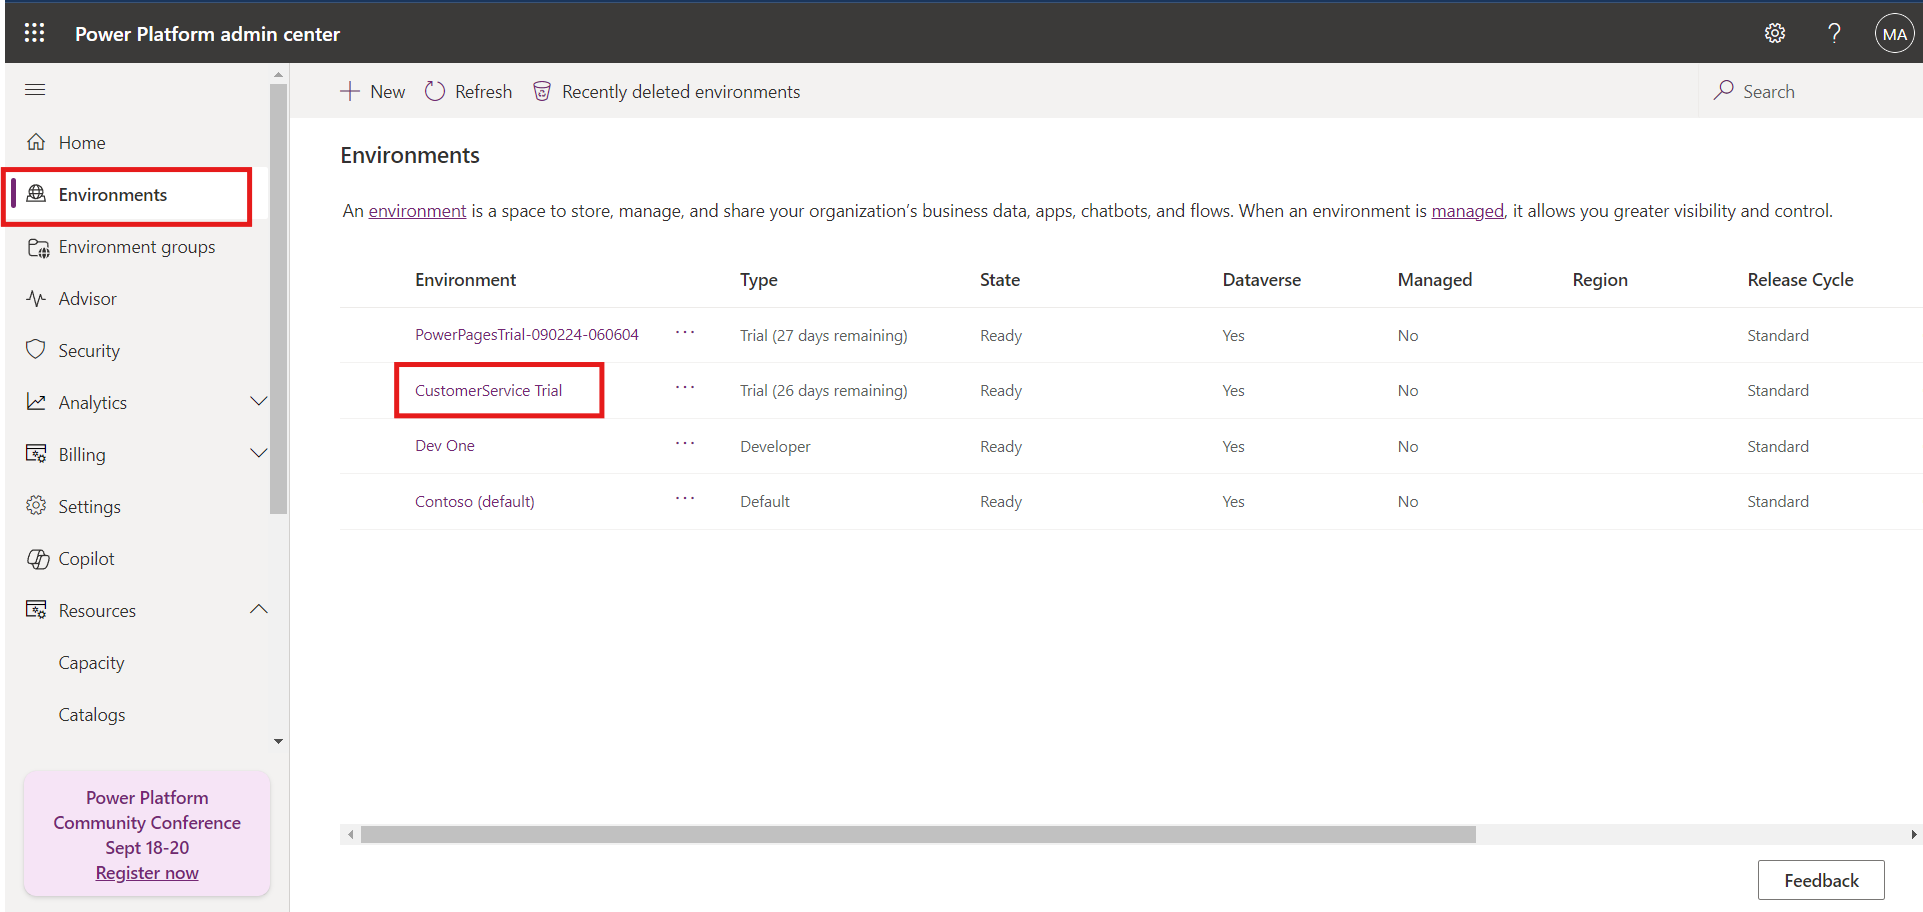 Power Platform admin center
?
MA
New
Refresh
Recently deleted environments
Search
Home
Environments
Environment groups
Advisor
Security
Analytics
Billing
Settings
Copilot
Resources
Capacity
Catalogs
Power Platform
Community Conference
Sept 18-20
Register now
Environments
An environment is a space to store, manage, and share your organization’s business data, apps, chatbots, and flows. When an environment is managed, it allows you greater visibility and control.
Environment Type State Dataverse Managed Region Release Cycle
PowerPagesTrial-090224-060604 ··· Trial (27 days remaining) Ready Yes No Standard
CustomerService Trial ··· Trial (26 days remaining) Ready Yes No Standard
Dev One ··· Developer Ready Yes No Standard
Contoso (default) ··· Default Ready Yes No Standard
Feedback